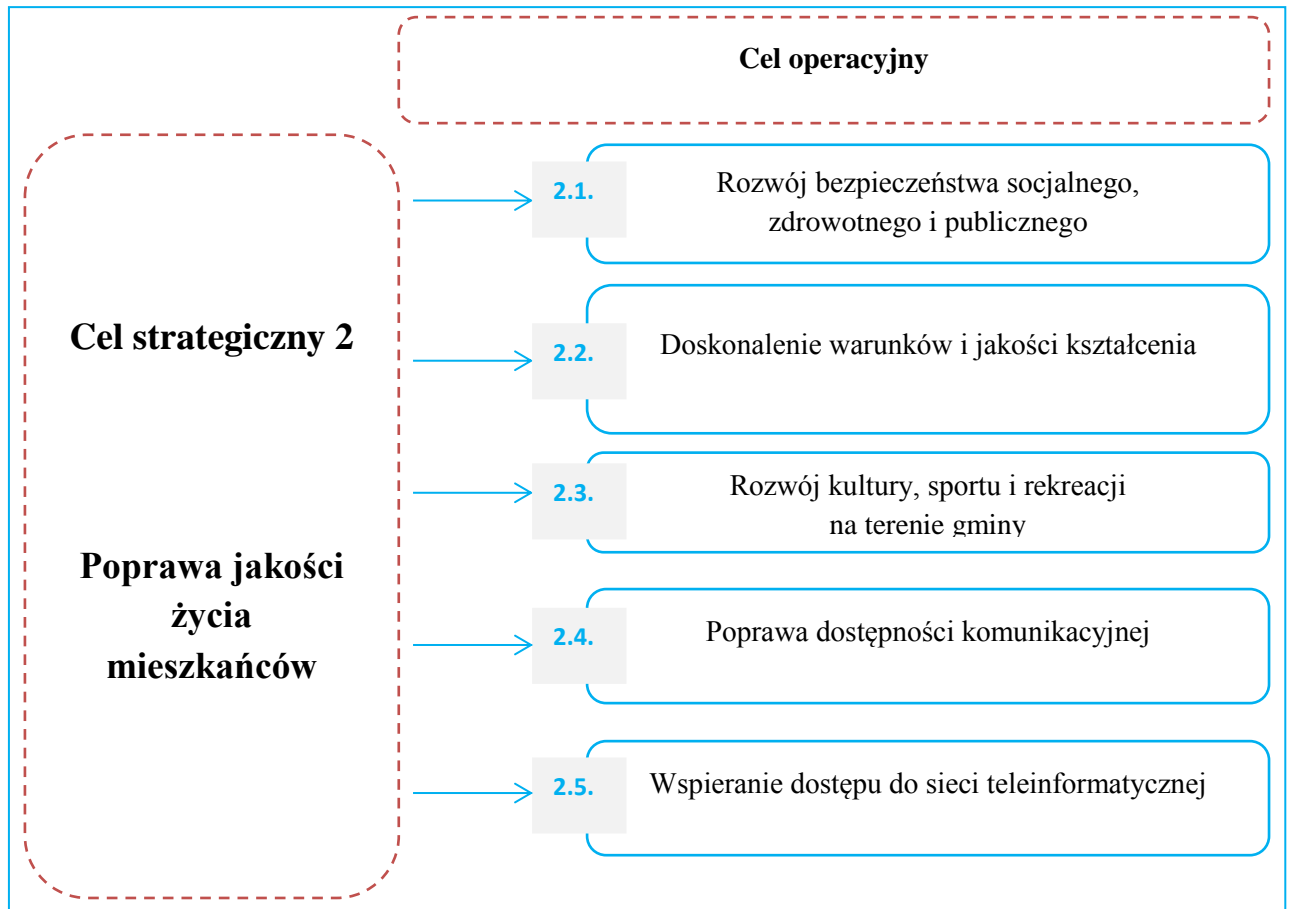 Cel operacyjny
Cel strategiczny 2
Poprawa jakości
życia
mieszkańców
2.1.
Rozwój bezpieczeństwa socjalnego,
zdrowotnego i publicznego
2.2.
Doskonalenie warunków i jakości kształcenia
2.3.
Rozwój kultury, sportu i rekreacji
na terenie gminy
2.4.
Poprawa dostępności komunikacyjnej
2.5.
Wspieranie dostępu do sieci teleinformatycznej